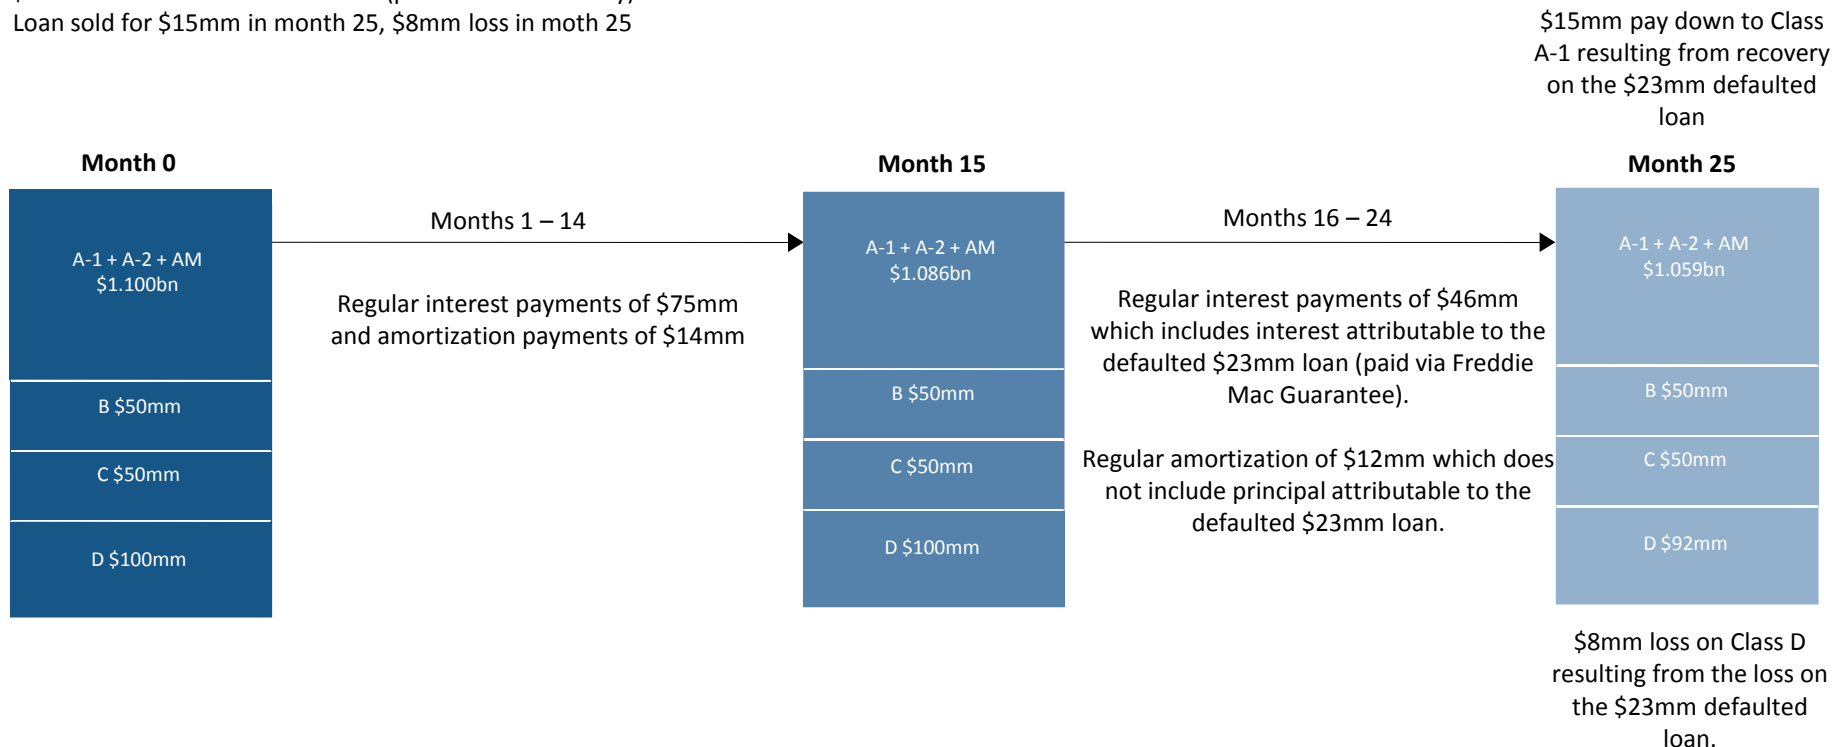 Loan sold for $15mm in month 25, $8mm loss in moth 25
$15mm pay down to Class
A-1 resulting from recovery
on the $23mm defaulted
loan
Month 0
Month 15
Month 25
Months 1 – 14
Months 16 – 24
A-1 + A-2 + AM
$1.100bn
A-1 + A-2 + AM
$1.086bn
A-1 + A-2 + AM
$1.059bn
Regular interest payments of $75mm
and amortization payments of $14mm
Regular interest payments of $46mm
which includes interest attributable to the
defaulted $23mm loan (paid via Freddie
Mac Guarantee).
B $50mm
B $50mm
B $50mm
C $50mm
C $50mm
C $50mm
Regular amortization of $12mm which does
not include principal attributable to the
defaulted $23mm loan.
D $100mm
D $100mm
D $92mm
$8mm loss on Class D
resulting from the loss on
the $23mm defaulted
loan.